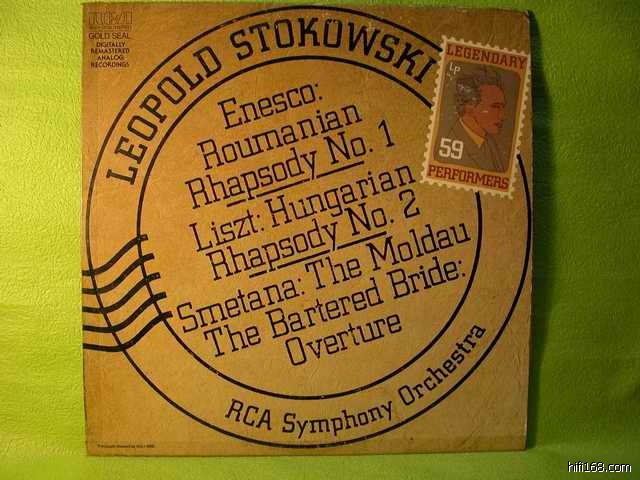 RCA
GOLD SEAL
DIGITALLY
REMASTERED
ANALOG
RECORDINGS
LEOPOLD STOKOWSKI
LEGENDARY
LP
59
PERFORMERS
Enesco:
Roumanian
Rhapsody No. 1
Liszt: Hungarian
Rhapsody No. 2
Smetana: The Moldau
The Bartered Bride:
Overture
RCA Symphony Orchestra
hifi168.com